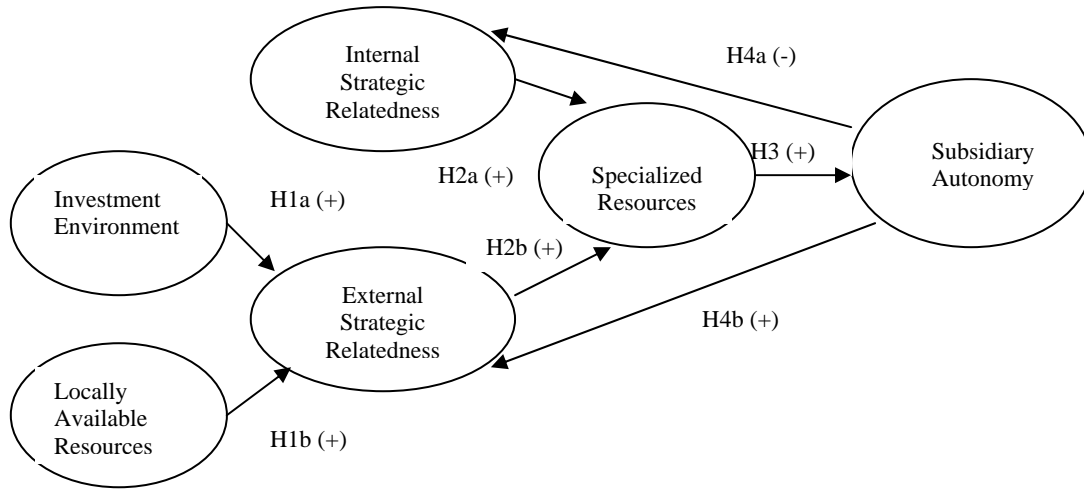 Internal
Strategic
Relatedness
H4a (-)
Subsidiary
Autonomy
H3 (+)
Specialized
Resources
H2a (+)
Investment
Environment
H1a (+)
H2b (+)
External
Strategic
Relatedness
H4b (+)
Locally
Available
Resources
H1b (+)